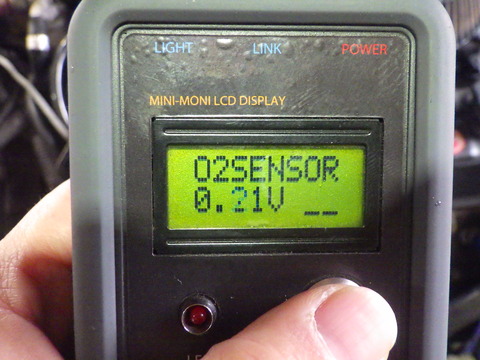 LIGHT LINK POWER
MINI-MONI LCD DISPLAY
O2SENSOR
0.21V __